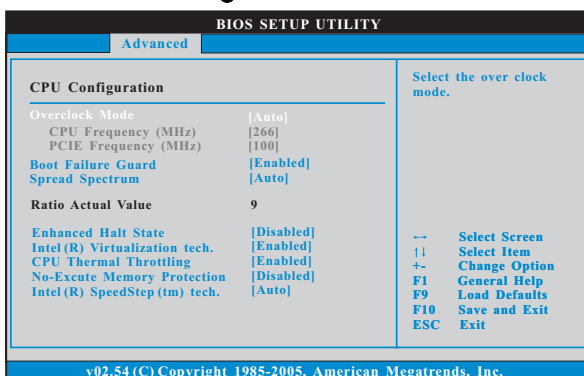 BIOS SETUP UTILITY
Advanced
CPU Configuration
Overclock Mode [Auto]
CPU Frequency (MHz) [266]
PCIE Frequency (MHz) [100]
Boot Failure Guard [Enabled]
Spread Spectrum [Auto]
Ratio Actual Value 9
Enhanced Halt State [Disabled]
Intel (R) Virtualization tech. [Enabled]
CPU Thermal Throttling [Enabled]
No-Excute Memory Protection [Disabled]
Intel (R) SpeedStep (tm) tech. [Auto]
Select the over clock
mode.
←→ Select Screen
↑↓ Select Item
+- Change Option
F1 General Help
F9 Load Defaults
F10 Save and Exit
ESC Exit
v02.54 (C) Copyright 1985-2005, American Megatrends, Inc.